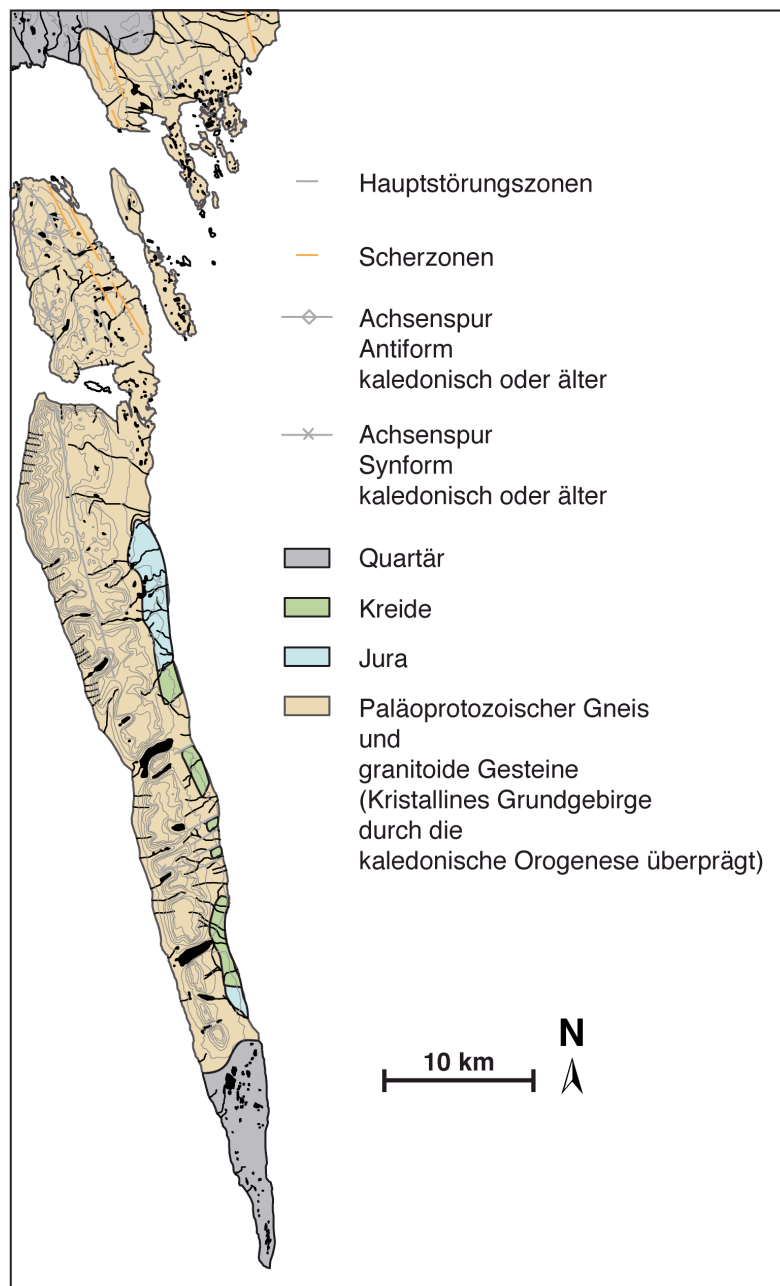 Hauptstörungszonen
Scherzonen
Achsenspur
Antiform
kaledonisch oder älter
Achsenspur
Synform
kaledonisch oder älter
Quartär
Kreide
Jura
Paläoprotozoischer Gneis
und
granitoide Gesteine
(Kristallines Grundgebirge
durch die
kaledonische Orogenese überprägt)
N
10 km